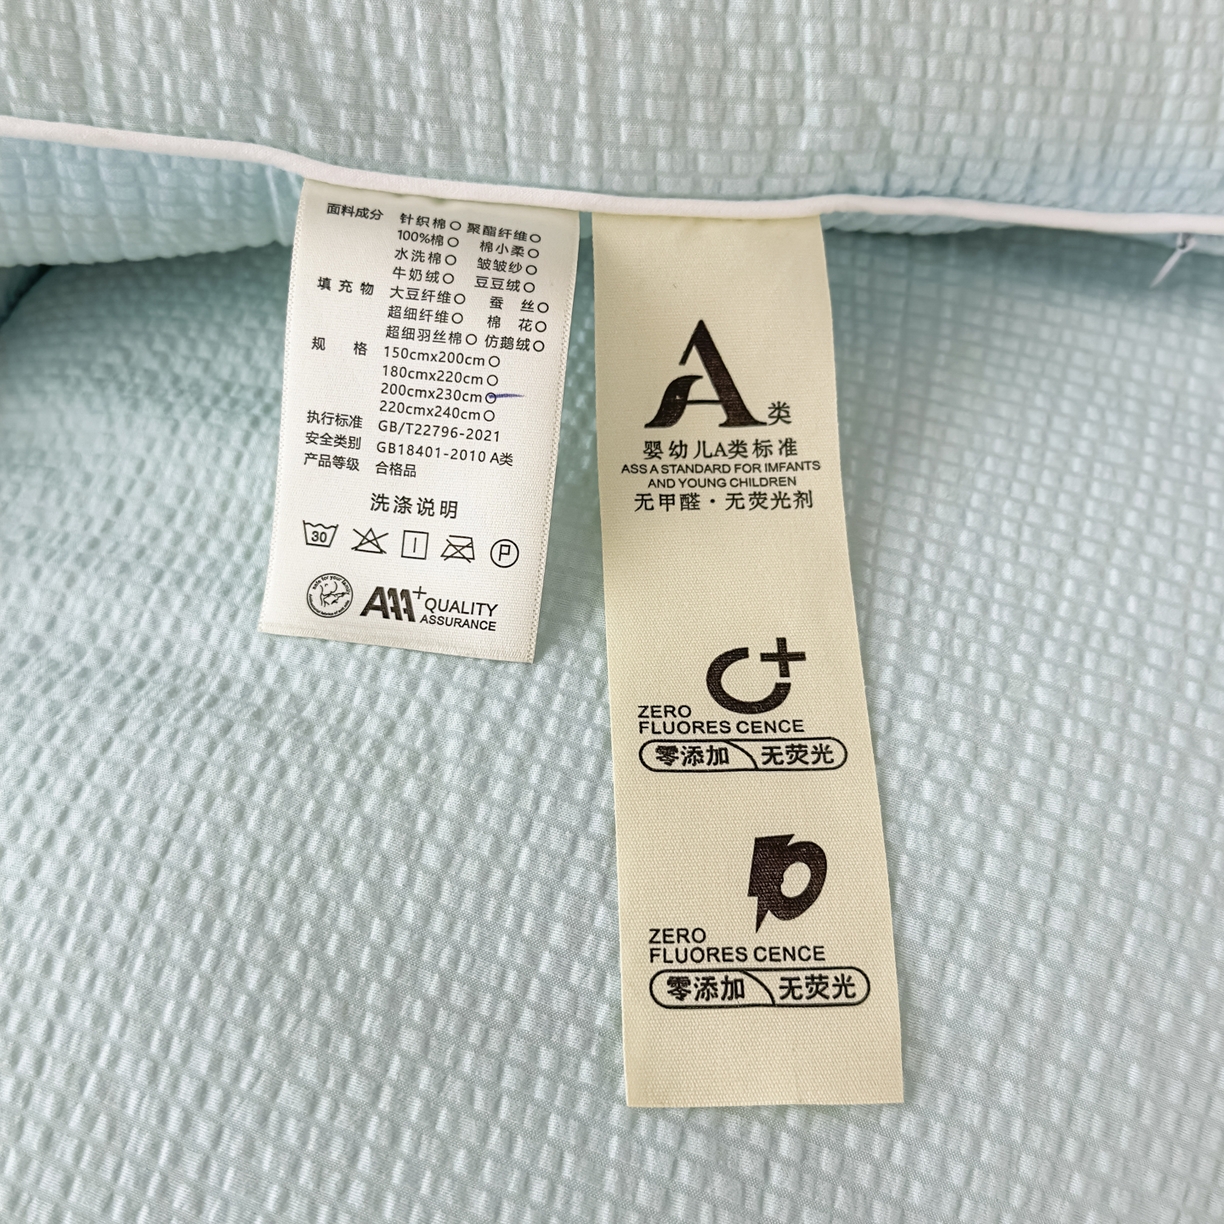 面料成分 针织棉○ 聚酯纤维○
100%棉○ 棉小柔○
水洗棉○ 皱皱纱○
牛奶绒○ 豆豆绒○
填充物 大豆纤维○ 蚕丝○
超细纤维○ 棉花○
超细羽丝棉○ 仿鹅绒○
规格 150cmx200cm○
180cmx220cm○
200cmx230cm○
220cmx240cm○
执行标准 GB/T22796-2021
安全类别 GB18401-2010 A类
产品等级 合格品
洗涤说明
30 P
AAA+ QUALITY
ASSURANCE
A类
婴幼儿A类标准
ASS A STANDARD FOR IMFANTS
AND YOUNG CHILDREN
无甲醛·无荧光剂
ZERO
FLUORES CENCE
零添加 无荧光
ZERO
FLUORES CENCE
零添加 无荧光